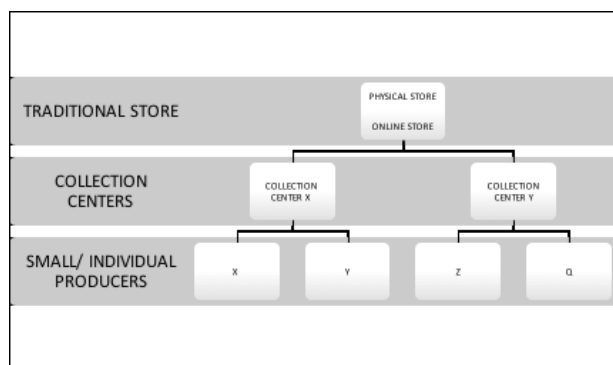 TRADITIONAL STORE
PHYSICAL STORE
ONLINE STORE
COLLECTION
CENTERS
COLLECTION
CENTER X
COLLECTION
CENTER Y
SMALL/ INDIVIDUAL
PRODUCERS
X
Y
Z
Q